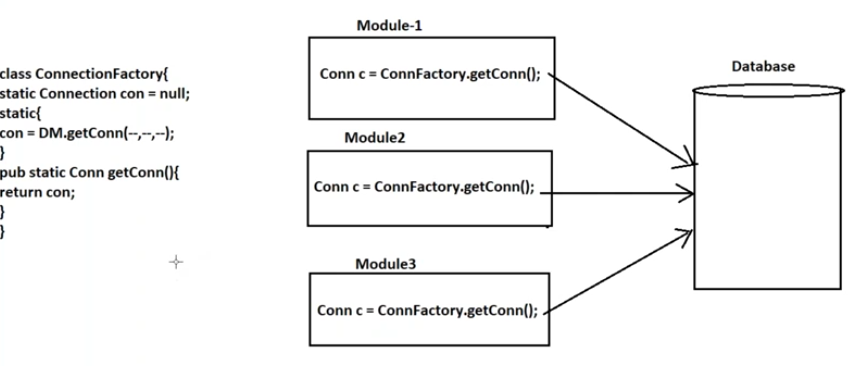 class ConnectionFactory{
static Connection con = null;
static{
con = DM.getConn(--,--,--);
}
pub static Conn getConn(){
return con;
}
}
Module-1
Conn c = ConnFactory.getConn();
Module2
Conn c = ConnFactory.getConn();
Module3
Conn c = ConnFactory.getConn();
Database